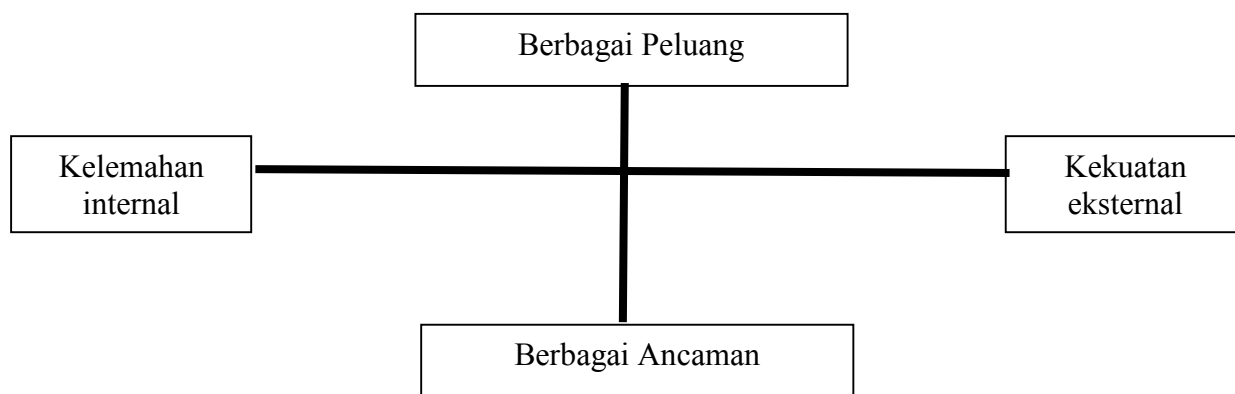 Berbagai Peluang
Kelemahan
internal
Kekuatan
eksternal
Berbagai Ancaman